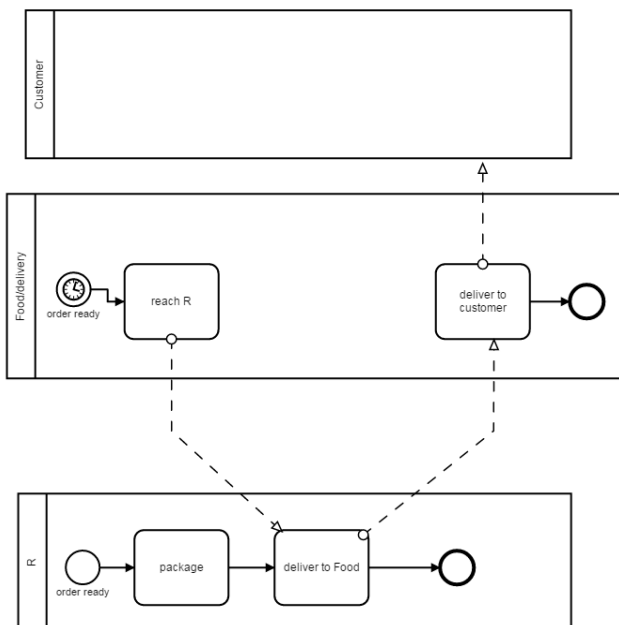 Customer
Food/delivery
order ready
reach R
deliver to
customer
R
order ready
package
deliver to Food